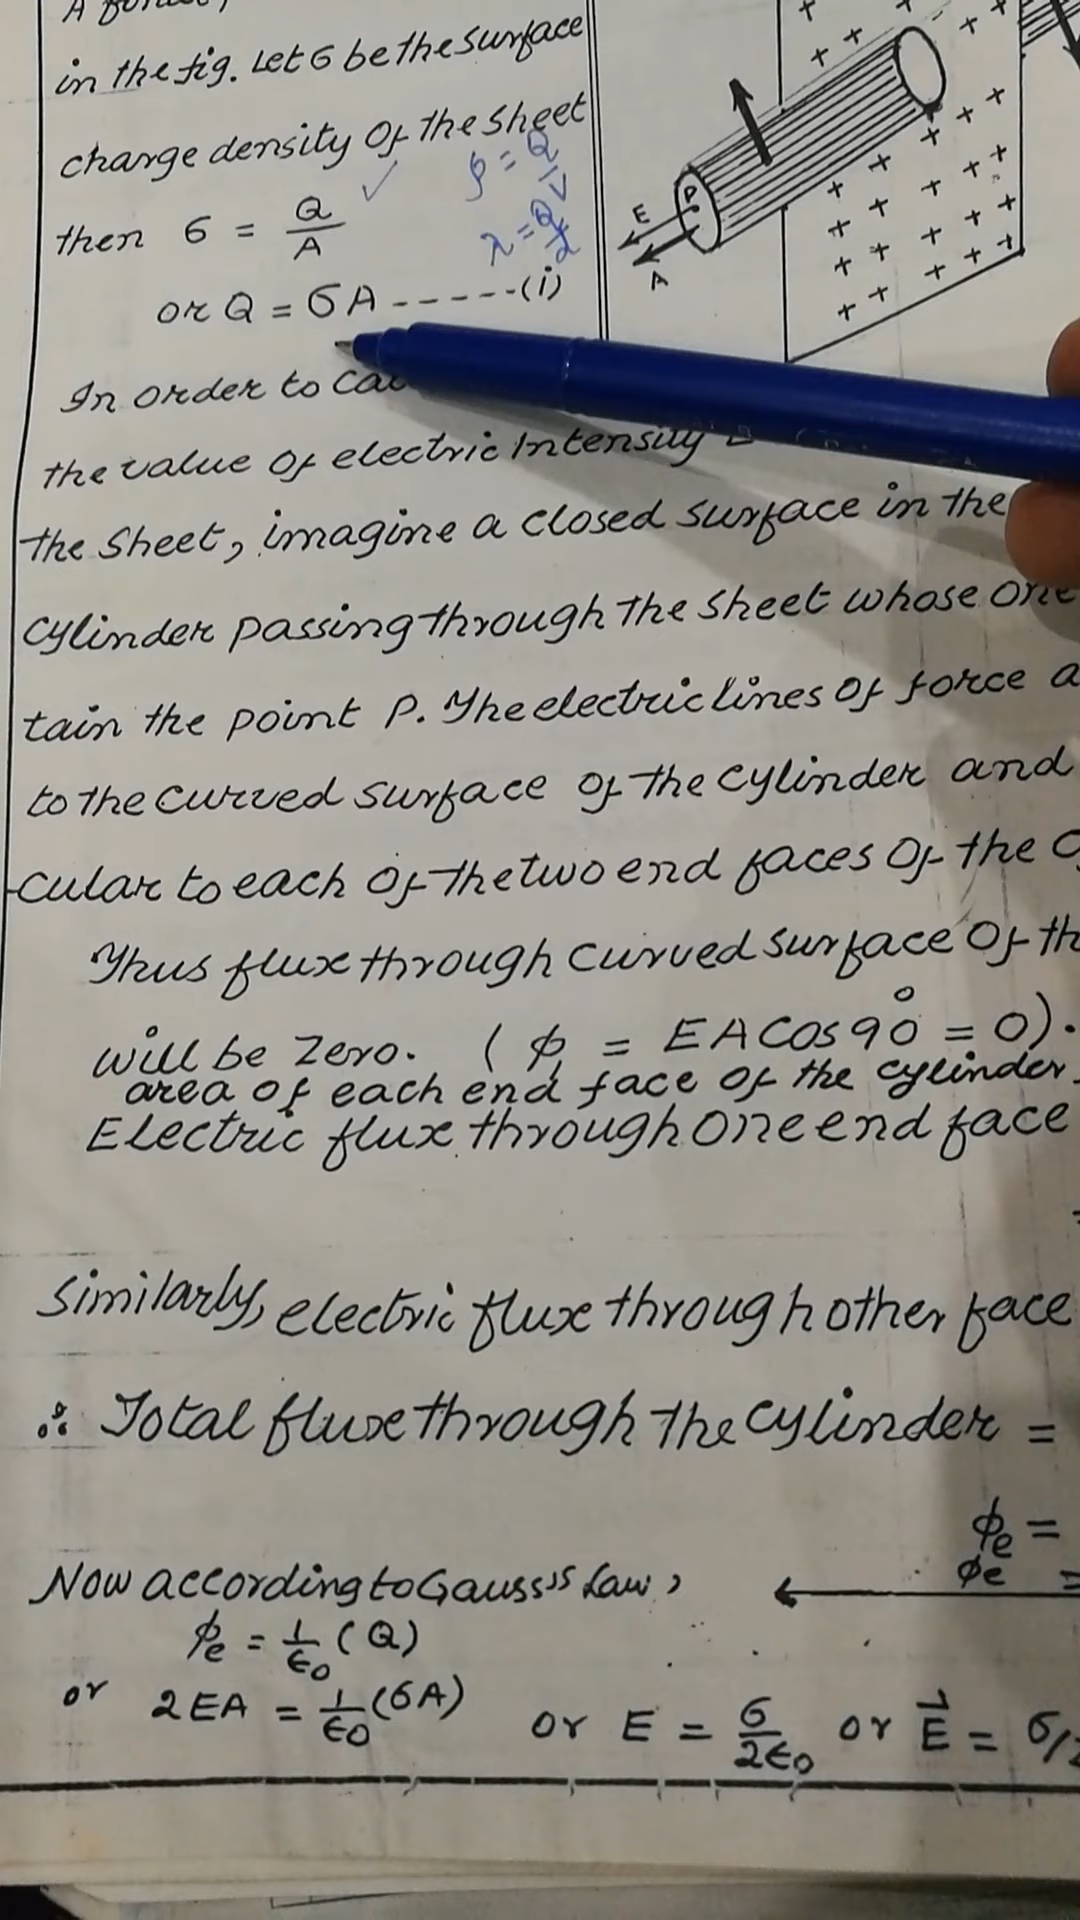 A
in the fig. Let σ be the surface
charge density of the sheet
ρ = Q/V
then σ = Q/A
λ = Q/l
or Q = σA ------(i)
In order to
the value of electric Intensity
the Sheet, imagine a closed surface in the
cylinder passing through the sheet whose one
tain the point P. The electric lines of force
to the curved surface of the cylinder and
cular to each of the two end faces of the
Thus flux through curved surface of
will be zero. ( ϕ = EA cos 90° = 0).
area of each end face of the cylinder.
Electric flux through one end face
Similarly, electric flux through other face
∴ Total flux through the cylinder =
ϕe =
ϕe =
Now according to Gauss's law,
ϕe = 1/ϵ0 (Q)
or 2EA = 1/ϵ0 (σA) or E = σ/2ϵ0 or E⃗ = σ/
P
E
A